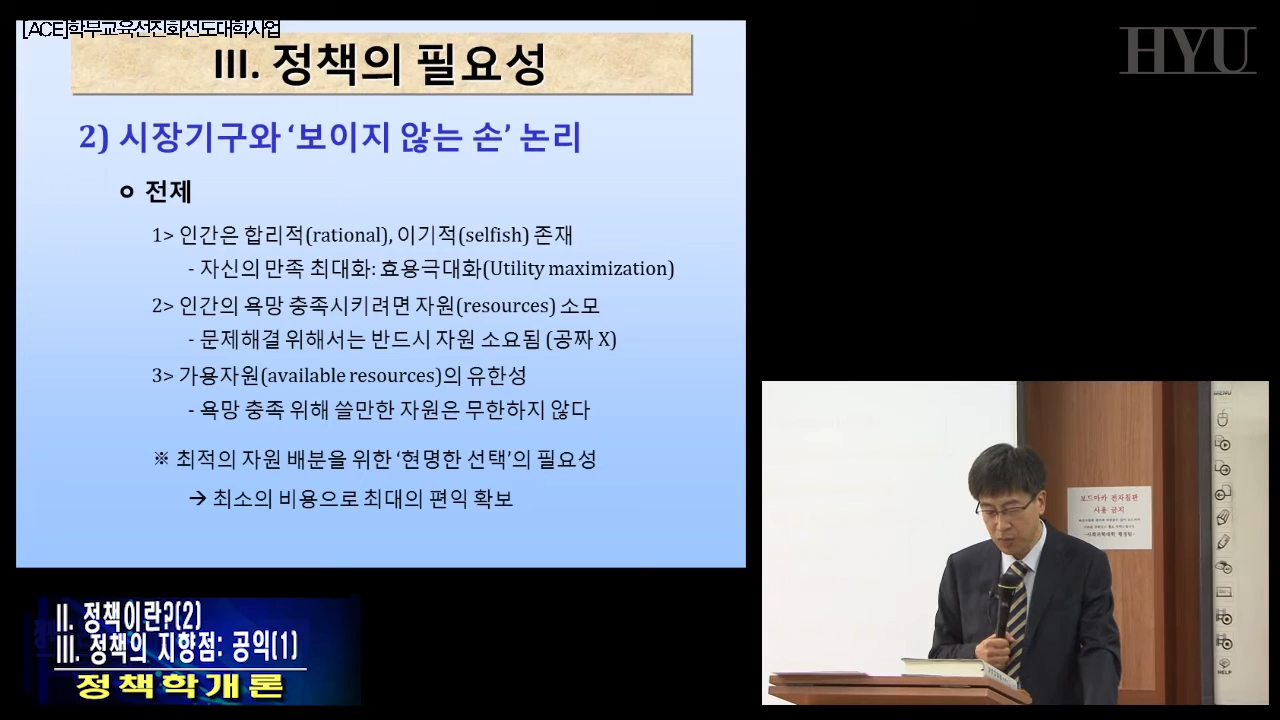 [ACE]학부교육선진화선도대학사업
III. 정책의 필요성
HYU
2) 시장기구와 ‘보이지 않는 손’ 논리
전제
1> 인간은 합리적(rational), 이기적(selfish) 존재
- 자신의 만족 최대화: 효용극대화(Utility maximization)
2> 인간의 욕망 충족시키려면 자원(resources) 소모
- 문제해결 위해서는 반드시 자원 소요됨 (공짜 X)
3> 가용자원(available resources)의 유한성
- 욕망 충족 위해 쓸만한 자원은 무한하지 않다
※ 최적의 자원 배분을 위한 ‘현명한 선택’의 필요성
→ 최소의 비용으로 최대의 편익 확보
MENU
보드마카 전자칠판
사용 금지
HELP
II. 정책이란?(2)
III. 정책의 지향점: 공익(1)
정책학개론